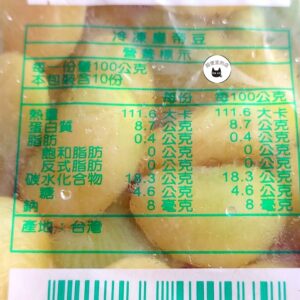 冷凍皇帝豆
營養標示
每一份量100公克
本包裝含10份
每份 每100公克
熱量 111.6 大卡 111.6 大卡
蛋白質 8.7 公克 8.7 公克
脂肪 0.4 公克 0.4 公克
飽和脂肪 0 公克 0 公克
反式脂肪 0 公克 0 公克
碳水化合物 18.3 公克 18.3 公克
糖 4.6 公克 4.6 公克
鈉 8 毫克 8 毫克
產地：台灣